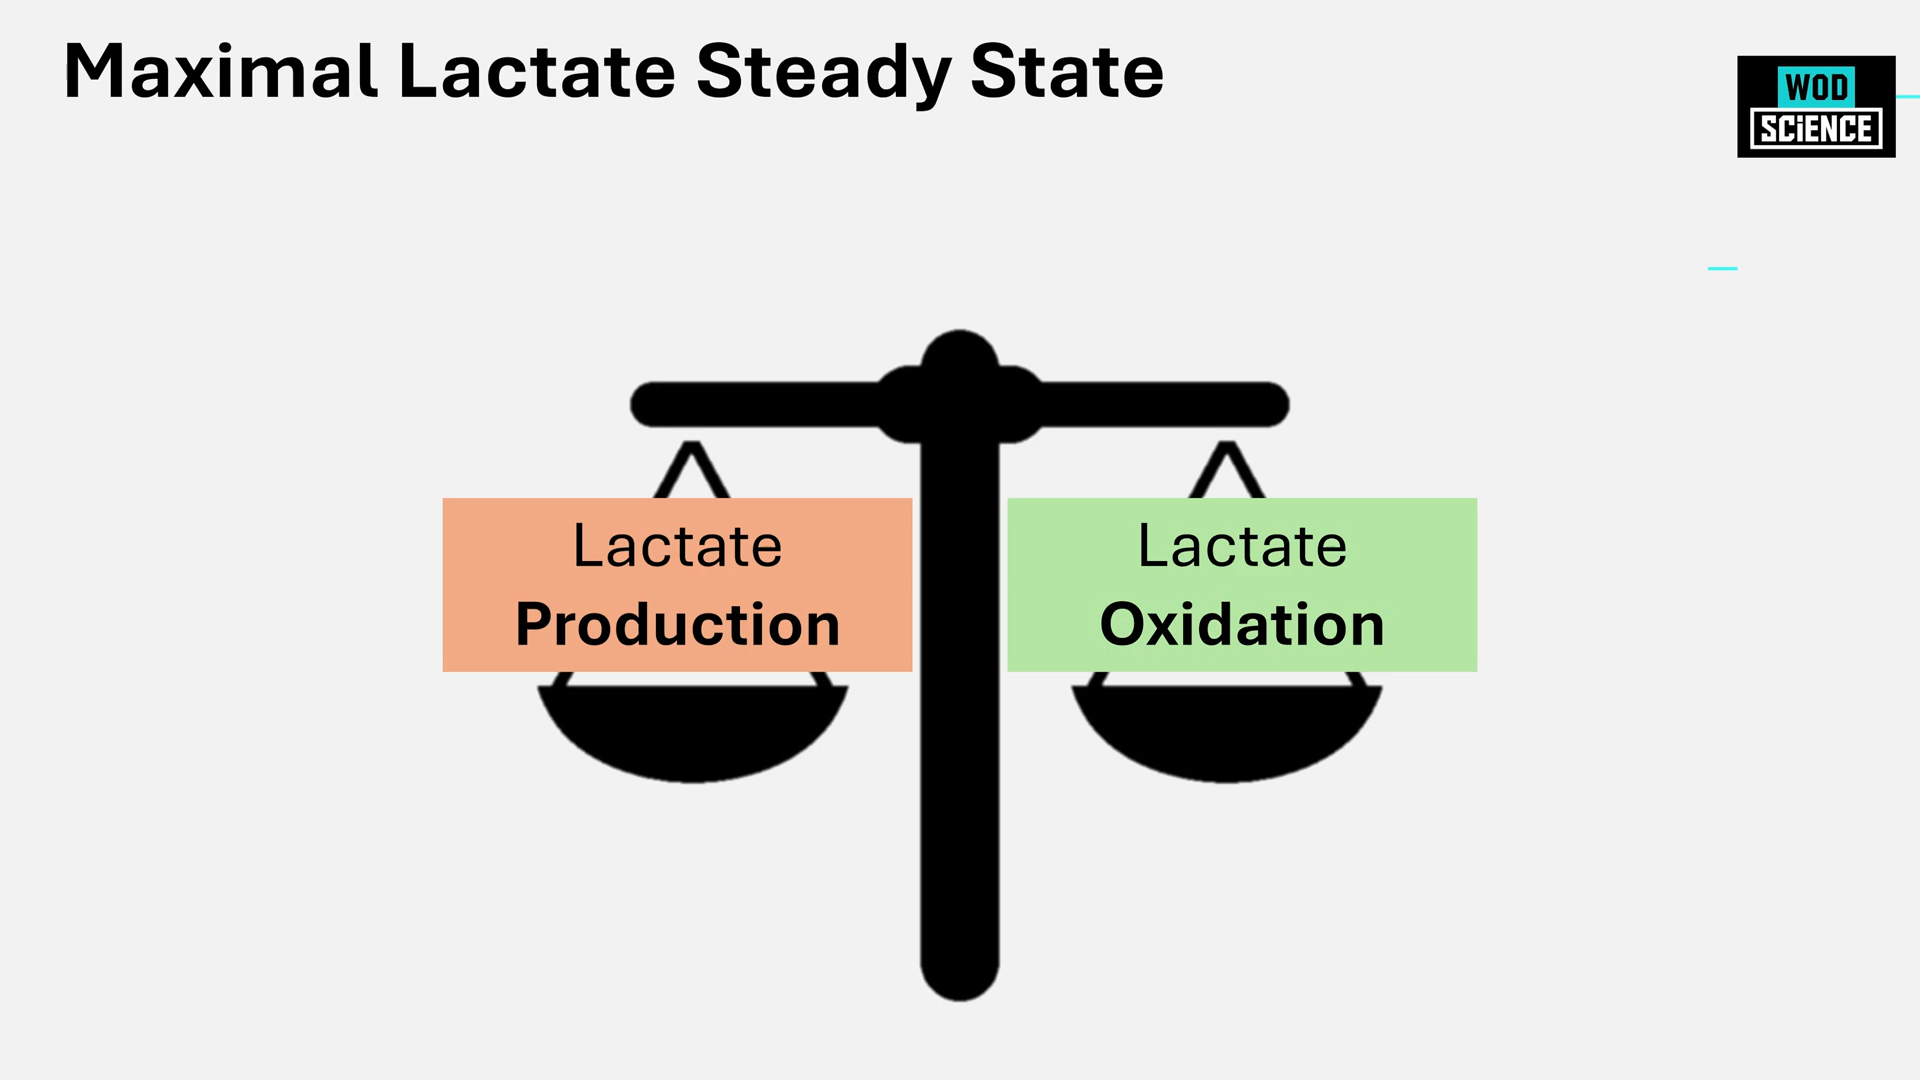 Maximal Lactate Steady State
WOD
SCiENCE
Lactate
Production
Lactate
Oxidation